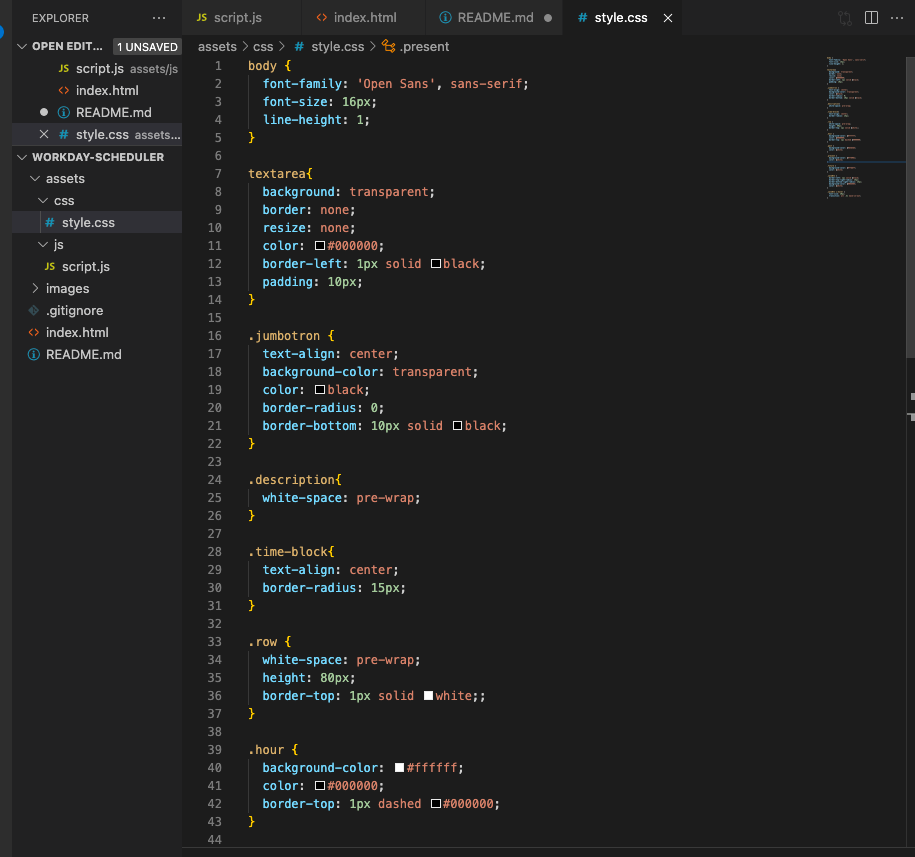 EXPLORER ...
OPEN EDIT... 1 UNSAVED
JS script.js assets/js
<> index.html
README.md
# style.css assets...
WORKDAY-SCHEDULER
assets
css
# style.css
js
JS script.js
images
.gitignore
<> index.html
README.md
JS script.js <> index.html README.md # style.css
assets > css > # style.css > .present
1 body {
2 font-family: 'Open Sans', sans-serif;
3 font-size: 16px;
4 line-height: 1;
5 }
6
7 textarea{
8 background: transparent;
9 border: none;
10 resize: none;
11 color: #000000;
12 border-left: 1px solid black;
13 padding: 10px;
14 }
15
16 .jumbotron {
17 text-align: center;
18 background-color: transparent;
19 color: black;
20 border-radius: 0;
21 border-bottom: 10px solid black;
22 }
23
24 .description{
25 white-space: pre-wrap;
26 }
27
28 .time-block{
29 text-align: center;
30 border-radius: 15px;
31 }
32
33 .row {
34 white-space: pre-wrap;
35 height: 80px;
36 border-top: 1px solid white;;
37 }
38
39 .hour {
40 background-color: #ffffff;
41 color: #000000;
42 border-top: 1px dashed #000000;
43 }
44